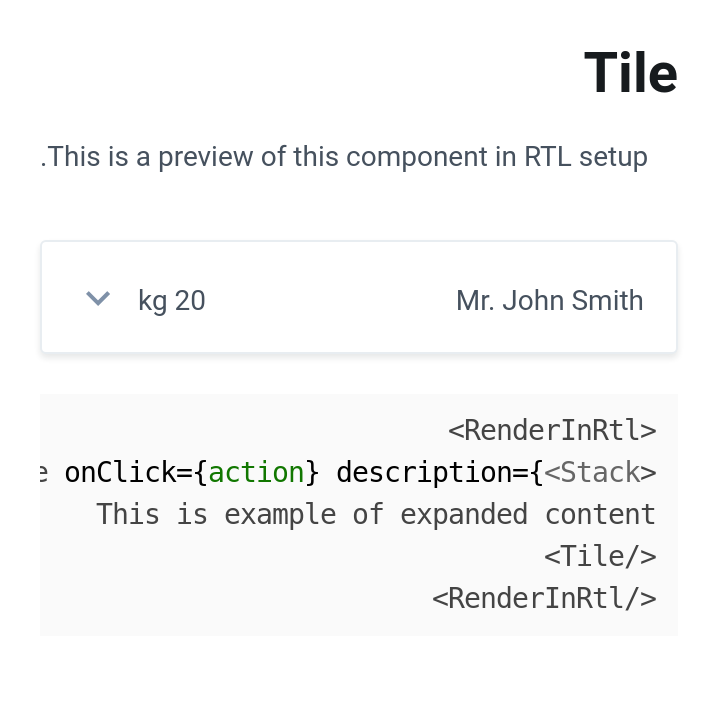 Tile
.This is a preview of this component in RTL setup
Mr. John Smith
kg 20
<RenderInRtl>
e onClick={action} description={<Stack>
This is example of expanded content
<Tile/>
<RenderInRtl/>